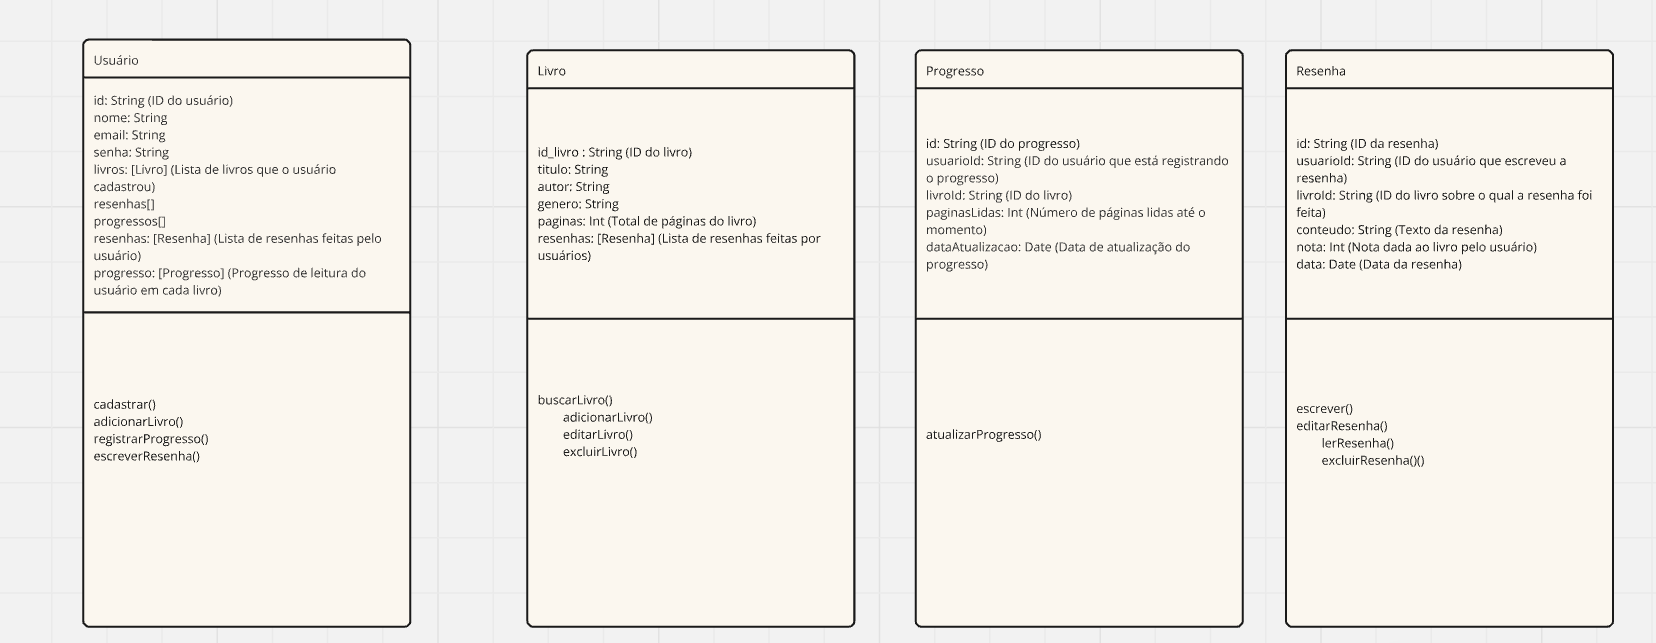 Usuário
id: String (ID do usuário)
nome: String
email: String
senha: String
livros: [Livro] (Lista de livros que o usuário
cadastrou)
resenhas[]
progressos[]
resenhas: [Resenha] (Lista de resenhas feitas pelo
usuário)
progresso: [Progresso] (Progresso de leitura do
usuário em cada livro)
cadastrar()
adicionarLivro()
registrarProgresso()
escreverResenha()
Livro
id_livro : String (ID do livro)
titulo: String
autor: String
genero: String
paginas: Int (Total de páginas do livro)
resenhas: [Resenha] (Lista de resenhas feitas por
usuários)
buscarLivro()
adicionarLivro()
editarLivro()
excluirLivro()
Progresso
id: String (ID do progresso)
usuarioId: String (ID do usuário que está registrando
o progresso)
livroId: String (ID do livro)
paginasLidas: Int (Número de páginas lidas até o
momento)
dataAtualizacao: Date (Data de atualização do
progresso)
atualizarProgresso()
Resenha
id: String (ID da resenha)
usuarioId: String (ID do usuário que escreveu a
resenha)
livroId: String (ID do livro sobre o qual a resenha foi
feita)
conteudo: String (Texto da resenha)
nota: Int (Nota dada ao livro pelo usuário)
data: Date (Data da resenha)
escrever()
editarResenha()
lerResenha()
excluirResenha()()